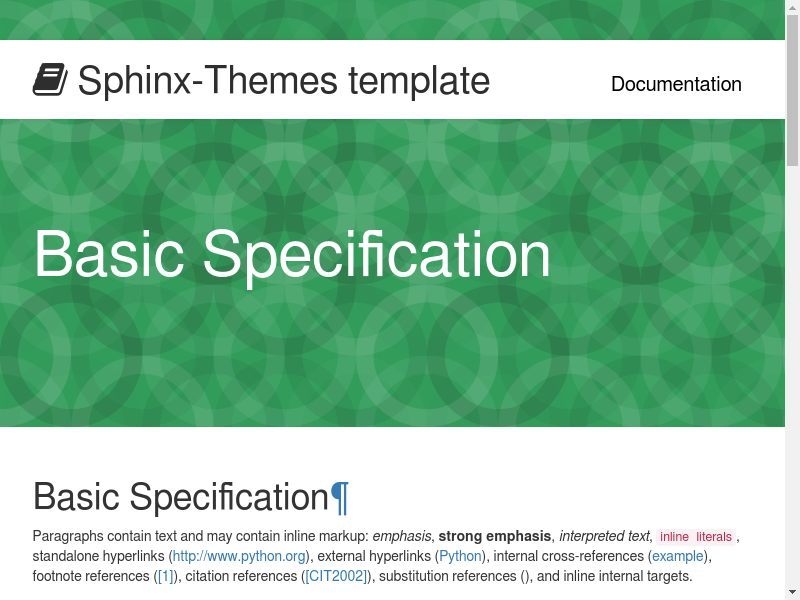 Sphinx-Themes template
Documentation
Basic Specification
Basic Specification¶
Paragraphs contain text and may contain inline markup: emphasis, strong emphasis, interpreted text, inline literals,
standalone hyperlinks (http://www.python.org), external hyperlinks (Python), internal cross-references (example),
footnote references ([1]), citation references ([CIT2002]), substitution references (), and inline internal targets.